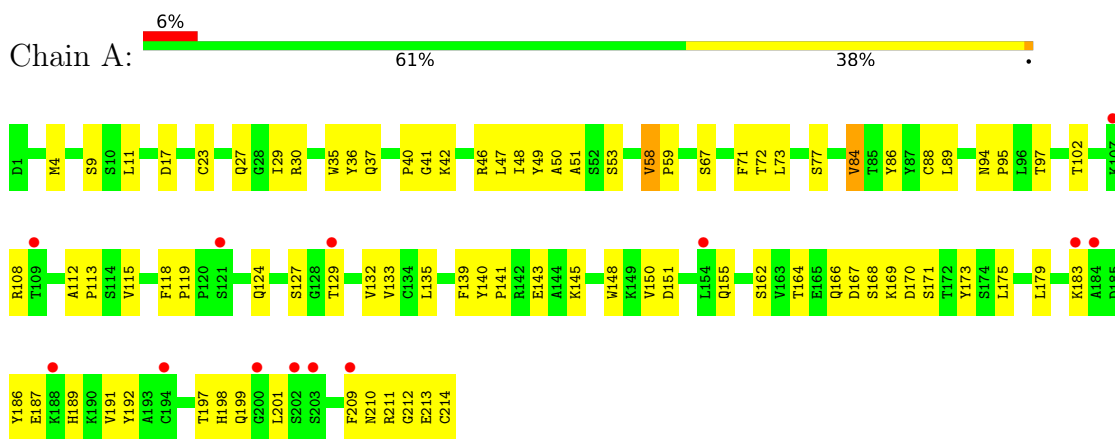 6%
Chain A:
61% 38% •
D1 M4 S9 S10 L11 D17 C23 Q27 G28 I29 R30 W35 Y36 Q37 P40 G41 K42 R46 L47 I48 Y49 A50 A51 S52 S53 V58 P59 S67 F71 T72 L73 S77 V84 T85 Y86 Y87 C88 L89 N94 P95 L96 T97 T102 K107
R108 T109 A112 P113 S114 V115 F118 P119 P120 S121 Q124 S127 G128 T129 V132 V133 C134 L135 F139 Y140 P141 R142 E143 A144 K145 W148 K149 V150 D151 L154 Q155 S162 V163 T164 E165 Q166 D167 S168 K169 D170 S171 T172 Y173 S174 L175 L179 K183 A184 D185
Y186 E187 K188 H189 K190 V191 Y192 A193 C194 T197 H198 Q199 G200 L201 S202 S203 F209 N210 R211 G212 E213 C214